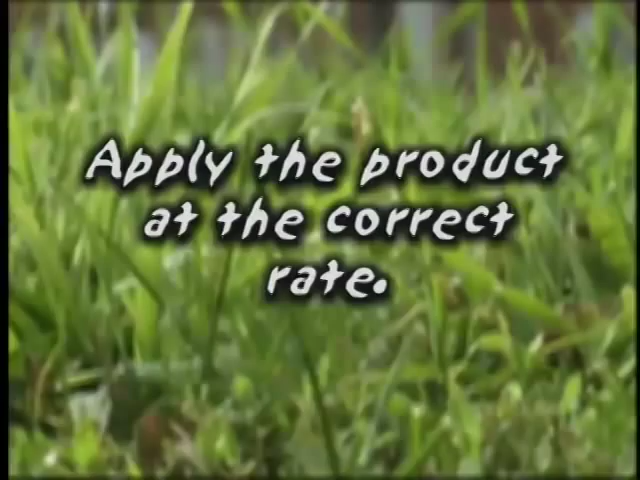 Apply the product
at the correct
rate.